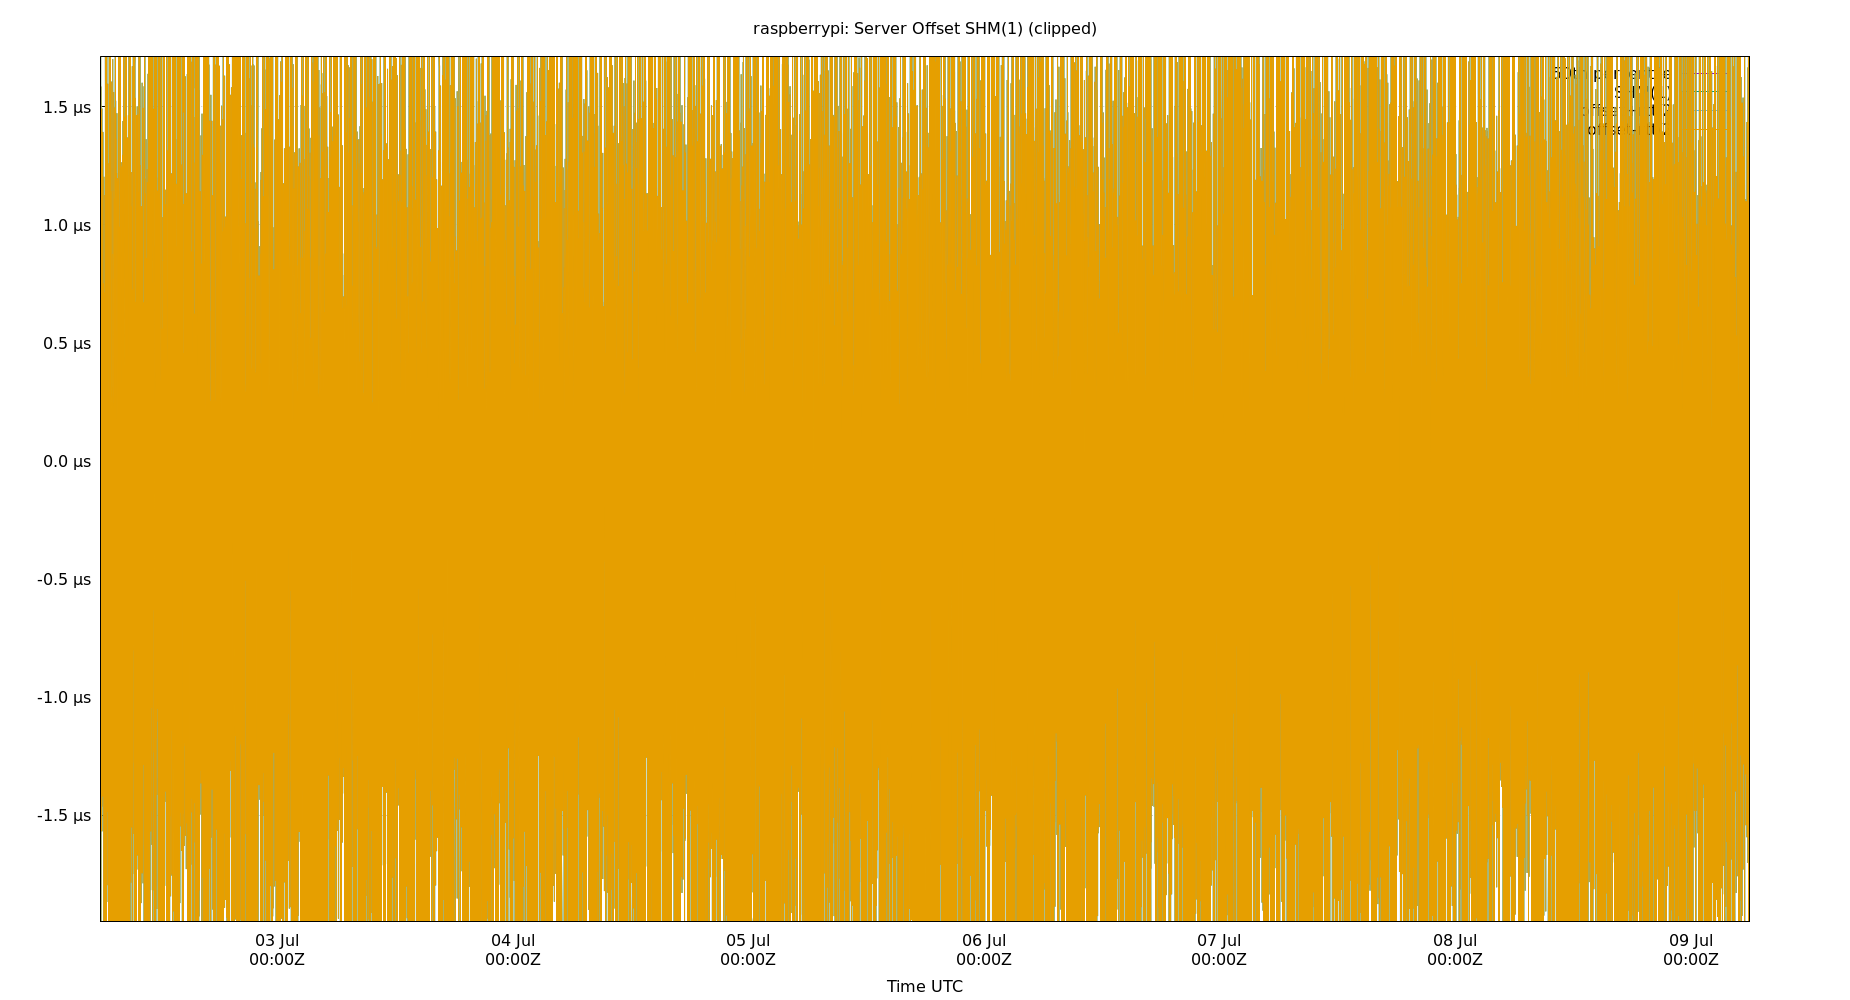 raspberrypi: Server Offset SHM(1) (clipped)
1.5 µs
1.0 µs
0.5 µs
0.0 µs
-0.5 µs
-1.0 µs
-1.5 µs
03 Jul 04 Jul 05 Jul 06 Jul 07 Jul 08 Jul 09 Jul
00:00Z 00:00Z 00:00Z 00:00Z 00:00Z 00:00Z 00:00Z
Time UTC